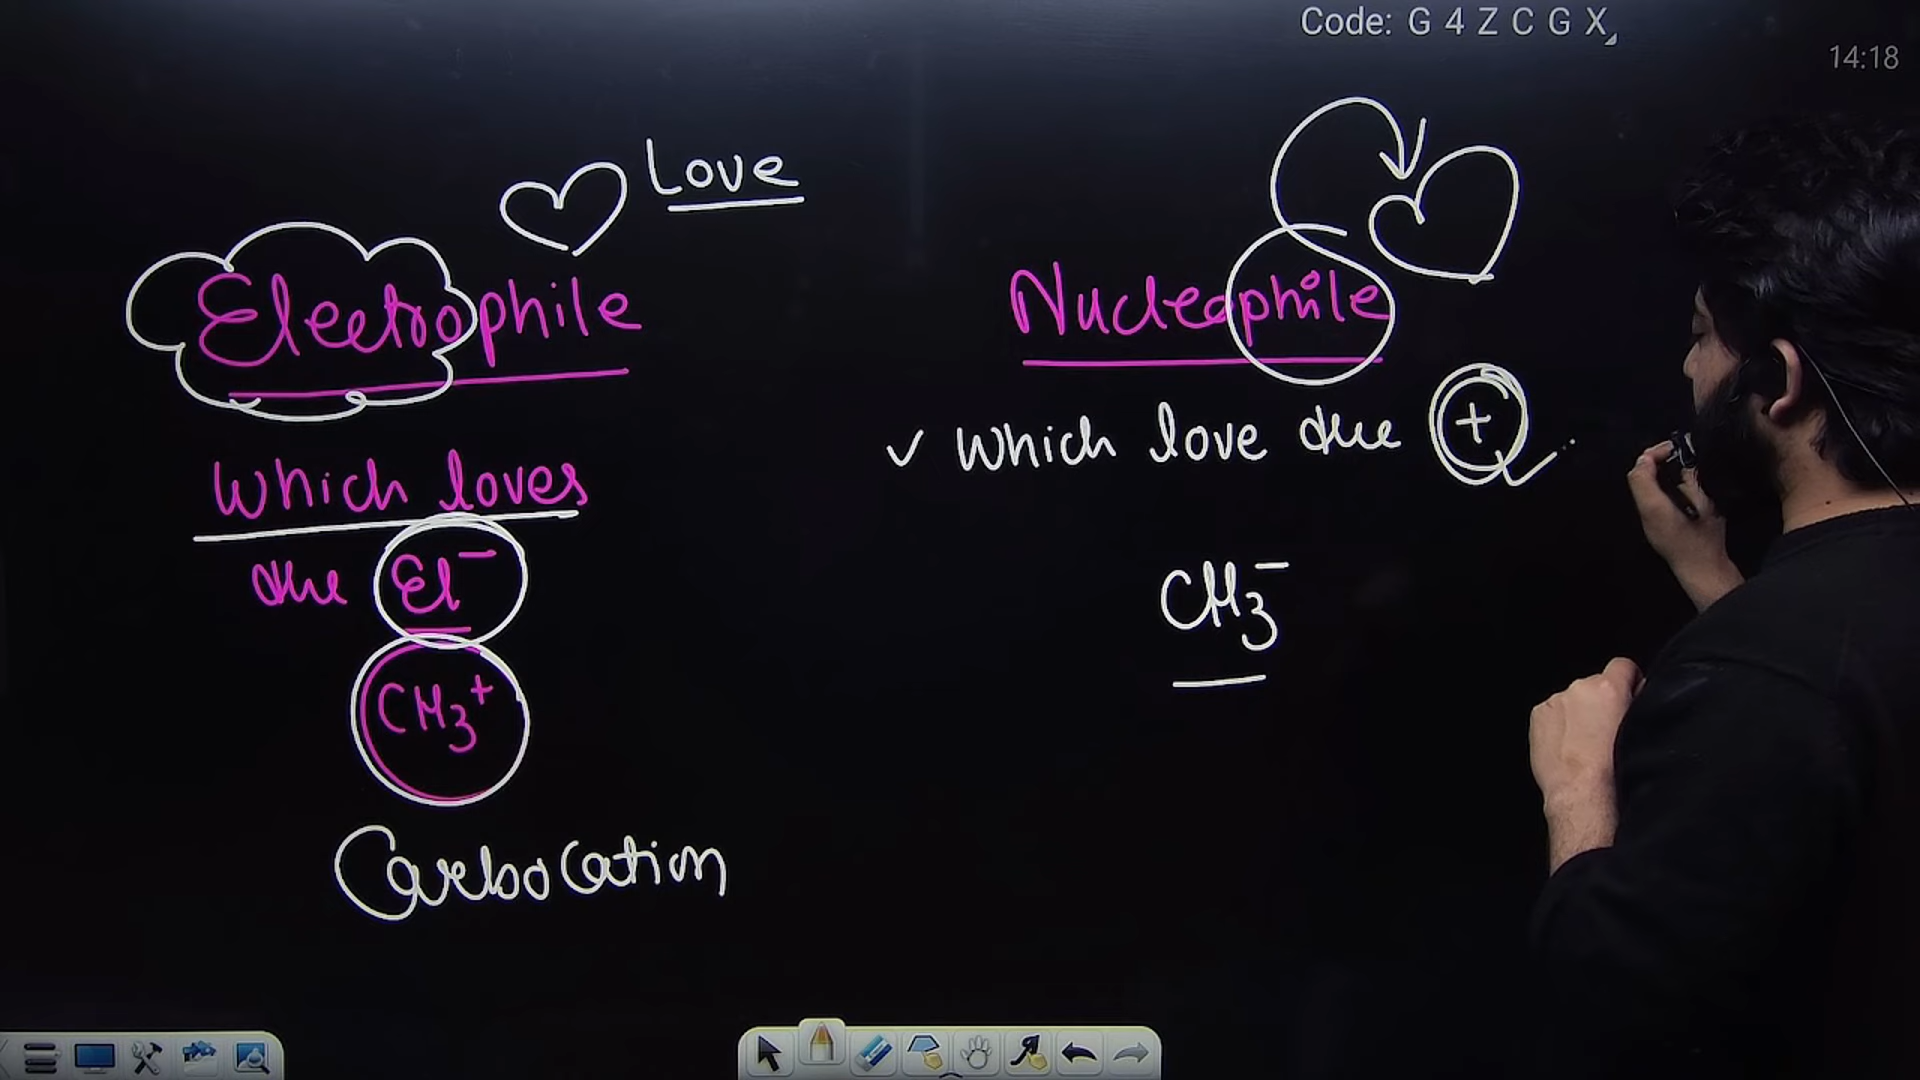 Code: G 4 Z C G X
14:18
Love
Electrophile
Which loves
the El⁻
CH₃⁺
Carbocation
Nucleophile
✓ Which love the +
CH₃⁻